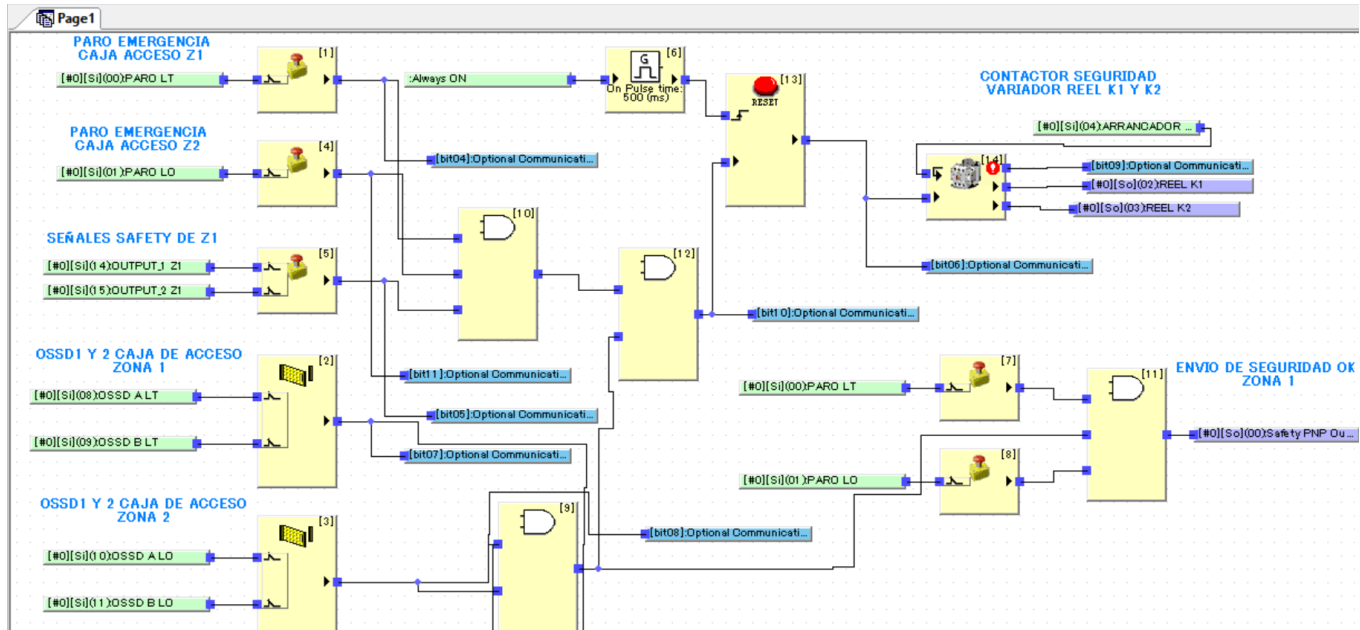 Page1
PARO EMERGENCIA
CAJA ACCESO Z1
[#0][Si](00):PARO LT
[1]
:Always ON
[6]
G
On Pulse time:
500 (ms)
[13]
RESET
CONTACTOR SEGURIDAD
VARIADOR REEL K1 Y K2
[#0][Si](04):ARRANCADOR ...
PARO EMERGENCIA
CAJA ACCESO Z2
[#0][Si](01):PARO LO
[4]
[bit04]:Optional Communicati...
[14]
[bit09]:Optional Communicati...
[#0][So](02):REEL K1
[#0][So](03):REEL K2
[10]
SEÑALES SAFETY DE Z1
[#0][Si](14):OUTPUT_1 Z1
[#0][Si](15):OUTPUT_2 Z1
[5]
[12]
[bit06]:Optional Communicati...
[bit10]:Optional Communicati...
OSSD1 Y 2 CAJA DE ACCESO
ZONA 1
[#0][Si](08):OSSD A LT
[#0][Si](09):OSSD B LT
[2]
[bit11]:Optional Communicati...
[bit05]:Optional Communicati...
[bit07]:Optional Communicati...
[#0][Si](00):PARO LT
[7]
[11]
ENVIO DE SEGURIDAD OK
ZONA 1
[#0][So](00):Safety PNP Ou...
[#0][Si](01):PARO LO
[8]
OSSD1 Y 2 CAJA DE ACCESO
ZONA 2
[#0][Si](10):OSSD A LO
[#0][Si](11):OSSD B LO
[3]
[9]
[bit08]:Optional Communicati...